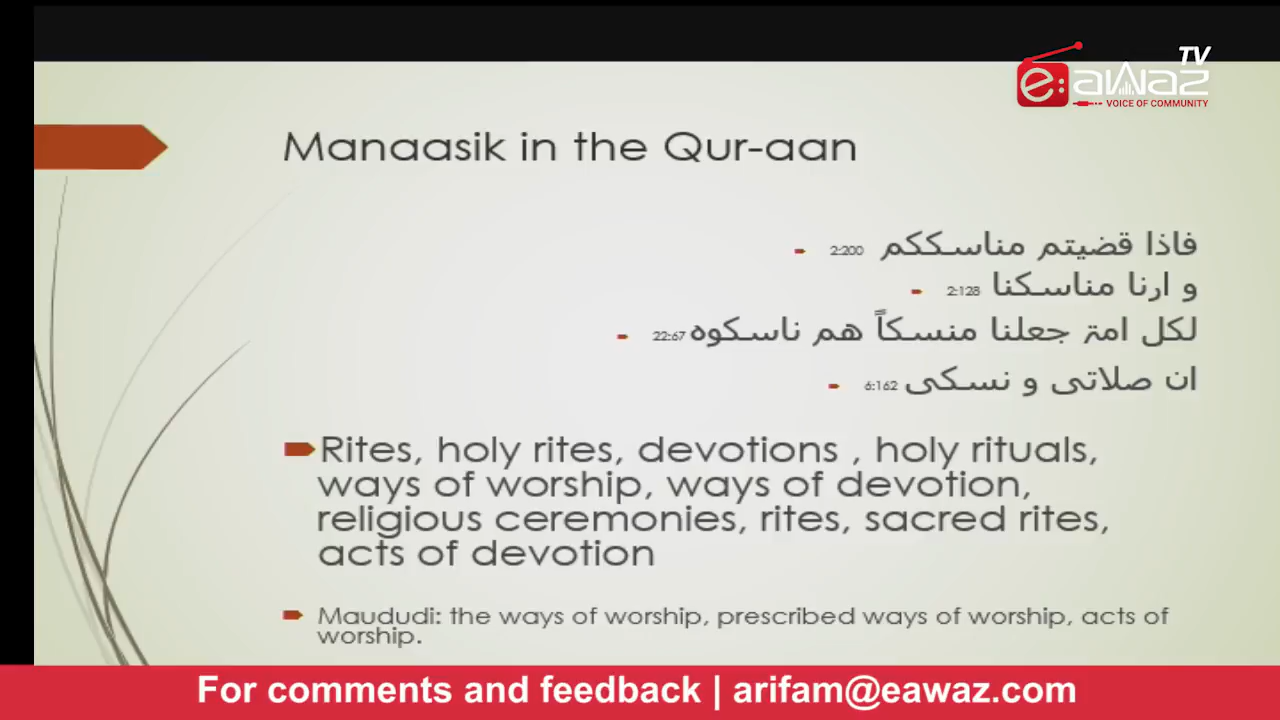 TV
e:awaz
VOICE OF COMMUNITY
Manaasik in the Qur-aan
فاذا قضیتم مناسککم 2:200
و ارنا مناسکنا 2:128
لکل امۃ جعلنا منسکاً ھم ناسکوہ 22:67
ان صلاتی و نسکی 6:162
Rites, holy rites, devotions , holy rituals,
ways of worship, ways of devotion,
religious ceremonies, rites, sacred rites,
acts of devotion
Maududi: the ways of worship, prescribed ways of worship, acts of
worship.
For comments and feedback | arifam@eawaz.com